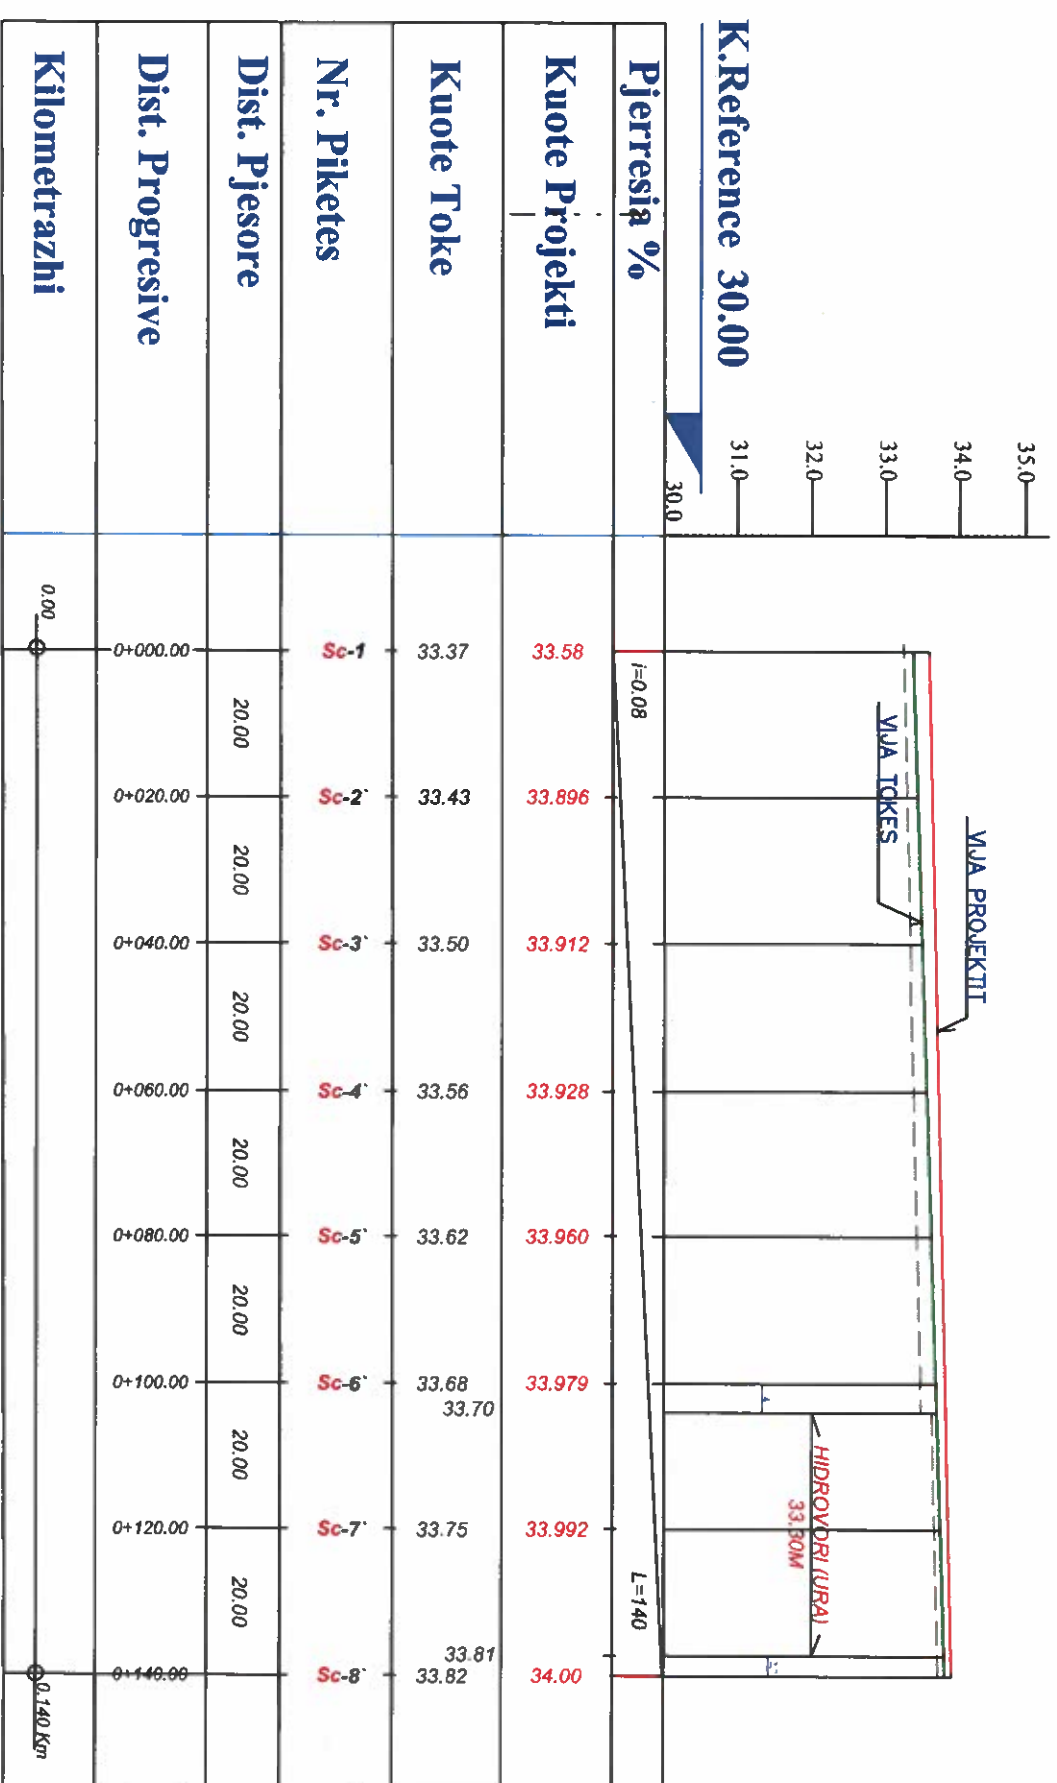 35.0
34.0
33.0
32.0
31.0
30.0
K.Reference 30.00
VIJA PROJEKTIT
VIJA TOKES
HIDROVORI (URA)
33.30M
Pjerresia %
i=0.08
L=140
Kuote Projekti
33.58
33.896
33.912
33.928
33.960
33.979
33.992
34.00
Kuote Toke
33.37
33.43
33.50
33.56
33.62
33.68
33.70
33.75
33.81
33.82
Nr. Piketes
Sc-1
Sc-2`
Sc-3`
Sc-4`
Sc-5`
Sc-6`
Sc-7`
Sc-8`
Dist. Pjesore
20.00
20.00
20.00
20.00
20.00
20.00
20.00
Dist. Progresive
0+000.00
0+020.00
0+040.00
0+060.00
0+080.00
0+100.00
0+120.00
0+140.00
Kilometrazhi
0.00
0.140 Km